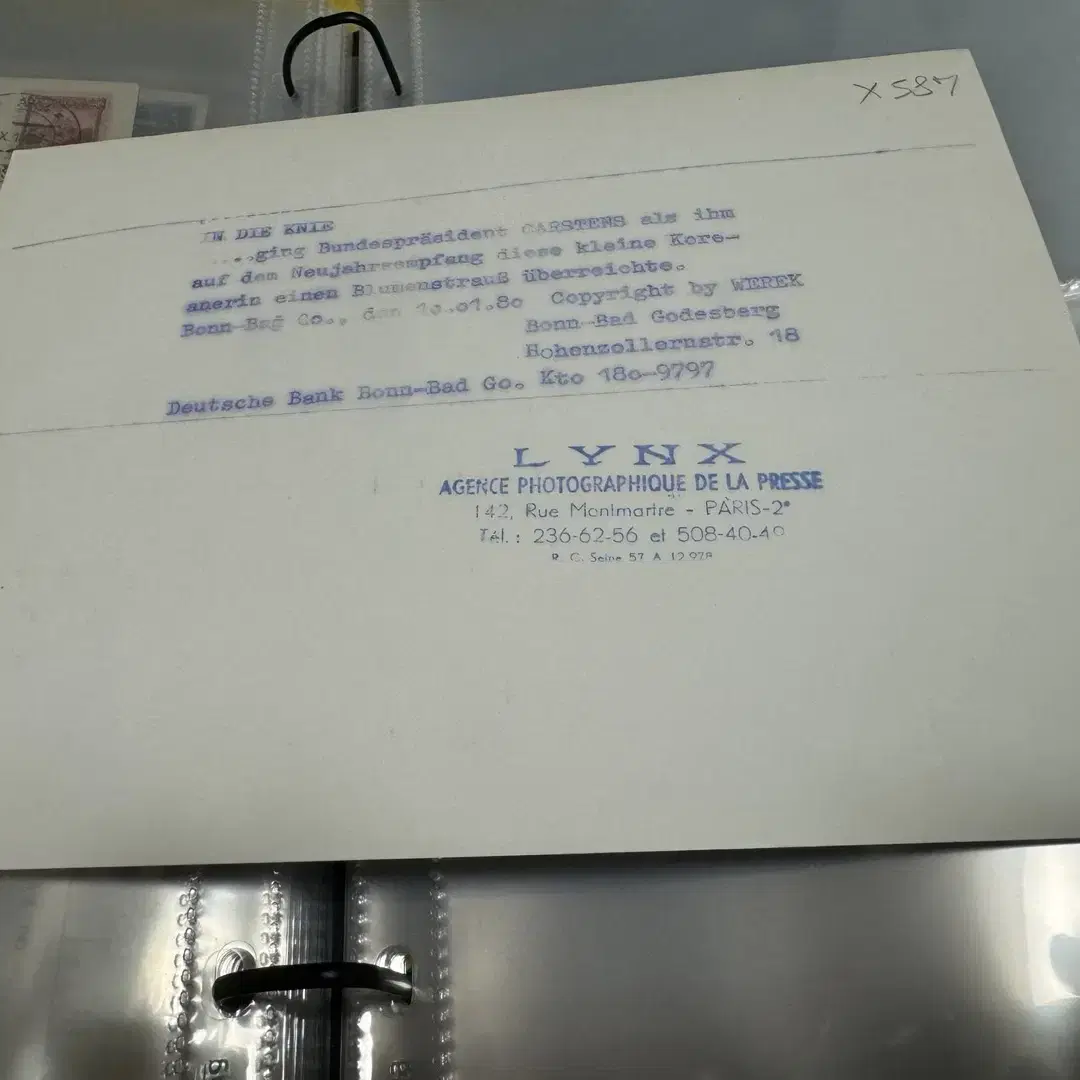 X 587
IN DIE KNIE
....ging Bundespräsident CARSTENS als ihm
auf dem Neujahrsempfang diese kleine Kore-
anerin einen Blumenstrauß überreichte.
Bonn-Bad Go., den 10.01.80 Copyright by WEREK
Bonn-Bad Godesberg
Hohenzollernstr. 18
Deutsche Bank Bonn-Bad Go. Kto 180-9797
LYNX
AGENCE PHOTOGRAPHIQUE DE LA PRESSE
142, Rue Montmartre - PARIS-2e
Tél. : 236-62-56 et 508-40-40
R. C. Seine 57 A 12.978